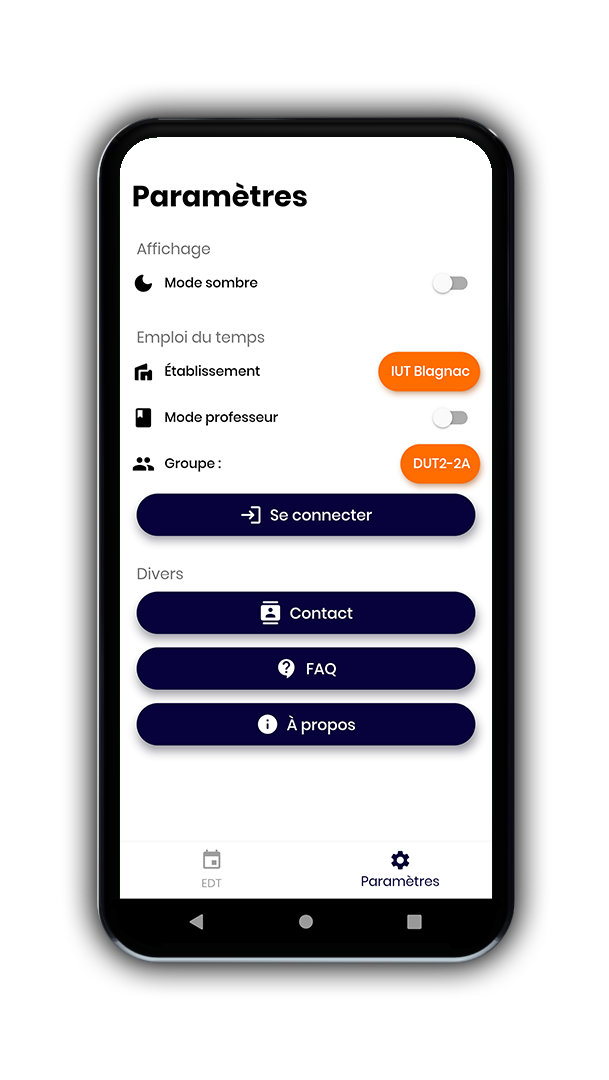 Paramètres
Affichage
Mode sombre
Emploi du temps
Établissement IUT Blagnac
Mode professeur
Groupe : DUT2-2A
Se connecter
Divers
Contact
FAQ
À propos
EDT Paramètres